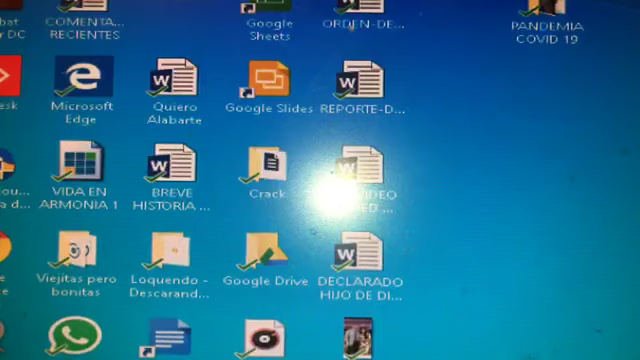 COMENTA...
RECIENTES
Google
Sheets
ORDEN-DE...
PANDEMIA
COVID 19
Microsoft
Edge
Quiero
Alabarte
Google Slides
REPORTE-D...
VIDA EN
ARMONIA 1
BREVE
HISTORIA ...
Crack
VIDEO
Viejitas pero
bonitas
Loquendo -
Descarand...
Google Drive
DECLARADO
HIJO DE DI...